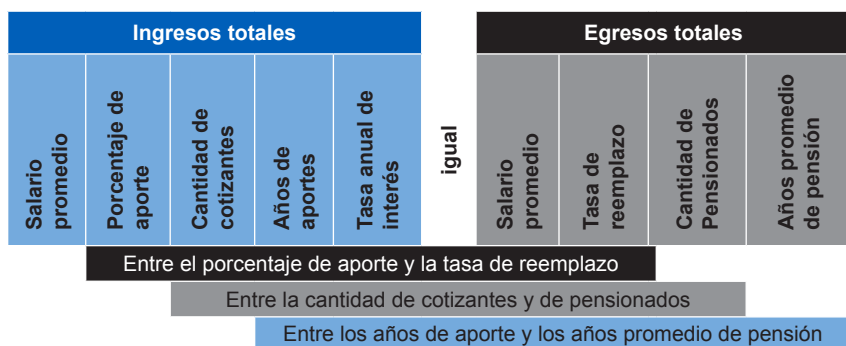 Ingresos totales
Egresos totales
Salario
promedio
Porcentaje de
aporte
Cantidad de
cotizantes
Años de
aportes
Tasa anual de
interés
igual
Salario
promedio
Tasa de
reemplazo
Cantidad de
Pensionados
Años promedio
de pensión
Entre el porcentaje de aporte y la tasa de reemplazo
Entre la cantidad de cotizantes y de pensionados
Entre los años de aporte y los años promedio de pensión